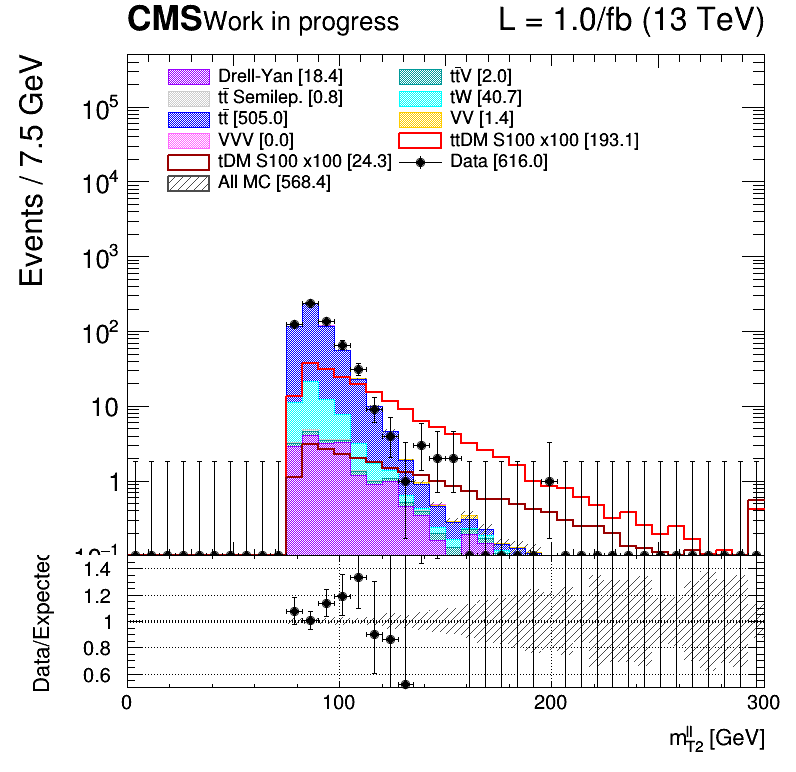 CMS Work in progress L = 1.0/fb (13 TeV)
Events / 7.5 GeV
Drell-Yan [18.4] tt̄V [2.0]
tt̄ Semilep. [0.8] tW [40.7]
tt̄ [505.0] VV [1.4]
VVV [0.0] ttDM S100 x100 [193.1]
tDM S100 x100 [24.3] Data [616.0]
All MC [568.4]
10⁵
10⁴
10³
10²
10
1
10⁻¹
Data/Expected
1.4
1.2
1
0.8
0.6
0 100 200 300
m_{T2}^{ll} [GeV]